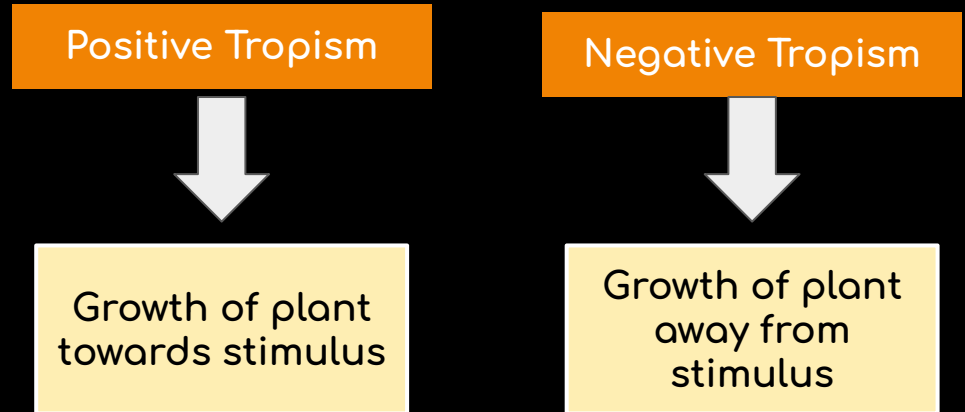 Positive Tropism
Negative Tropism
Growth of plant
towards stimulus
Growth of plant
away from
stimulus